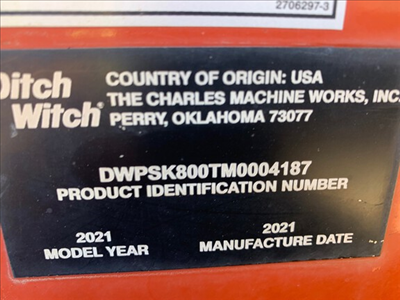 2706297-3
Ditch
Witch®
COUNTRY OF ORIGIN: USA
THE CHARLES MACHINE WORKS, INC.
PERRY, OKLAHOMA 73077
DWPSK800TM0004187
PRODUCT IDENTIFICATION NUMBER
2021
MODEL YEAR
2021
MANUFACTURE DATE